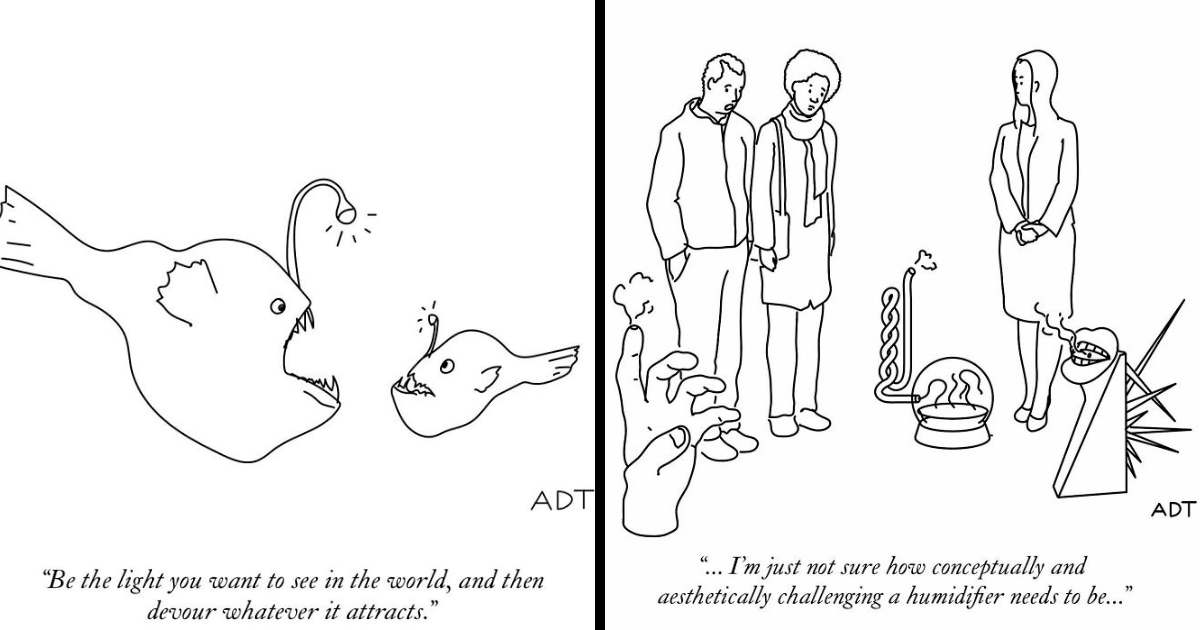 ADT
“Be the light you want to see in the world, and then
devour whatever it attracts.”
ADT
“... I’m just not sure how conceptually and
aesthetically challenging a humidifier needs to be...”